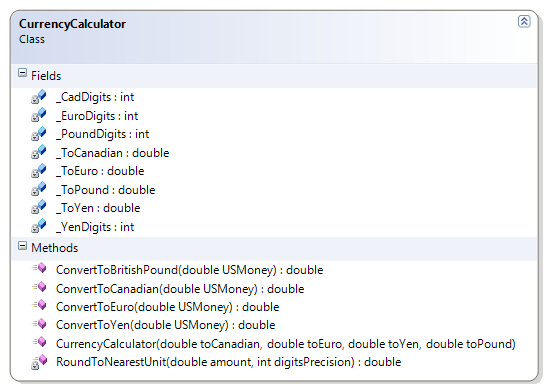 CurrencyCalculator
Class
Fields
_CadDigits : int
_EuroDigits : int
_PoundDigits : int
_ToCanadian : double
_ToEuro : double
_ToPound : double
_ToYen : double
_YenDigits : int
Methods
ConvertToBritishPound(double USMoney) : double
ConvertToCanadian(double USMoney) : double
ConvertToEuro(double USMoney) : double
ConvertToYen(double USMoney) : double
CurrencyCalculator(double toCanadian, double toEuro, double toYen, double toPound)
RoundToNearestUnit(double amount, int digitsPrecision) : double